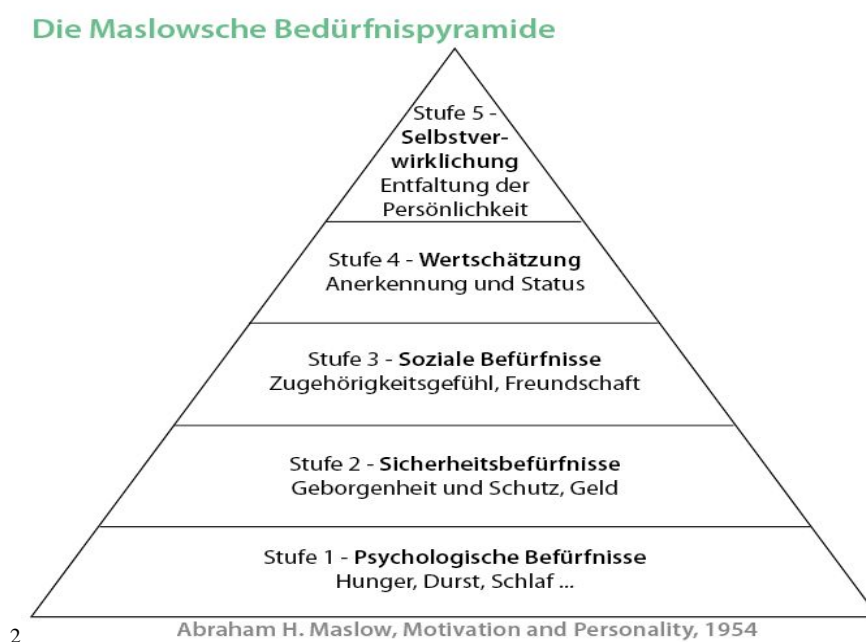 Die Maslowsche Bedürfnispyramide
Stufe 5 -
Selbstver-
wirklichung
Entfaltung der
Persönlichkeit
Stufe 4 - Wertschätzung
Anerkennung und Status
Stufe 3 - Soziale Befürfnisse
Zugehörigkeitsgefühl, Freundschaft
Stufe 2 - Sicherheitsbefürfnisse
Geborgenheit und Schutz, Geld
Stufe 1 - Psychologische Befürfnisse
Hunger, Durst, Schlaf ...
2
Abraham H. Maslow, Motivation and Personality, 1954